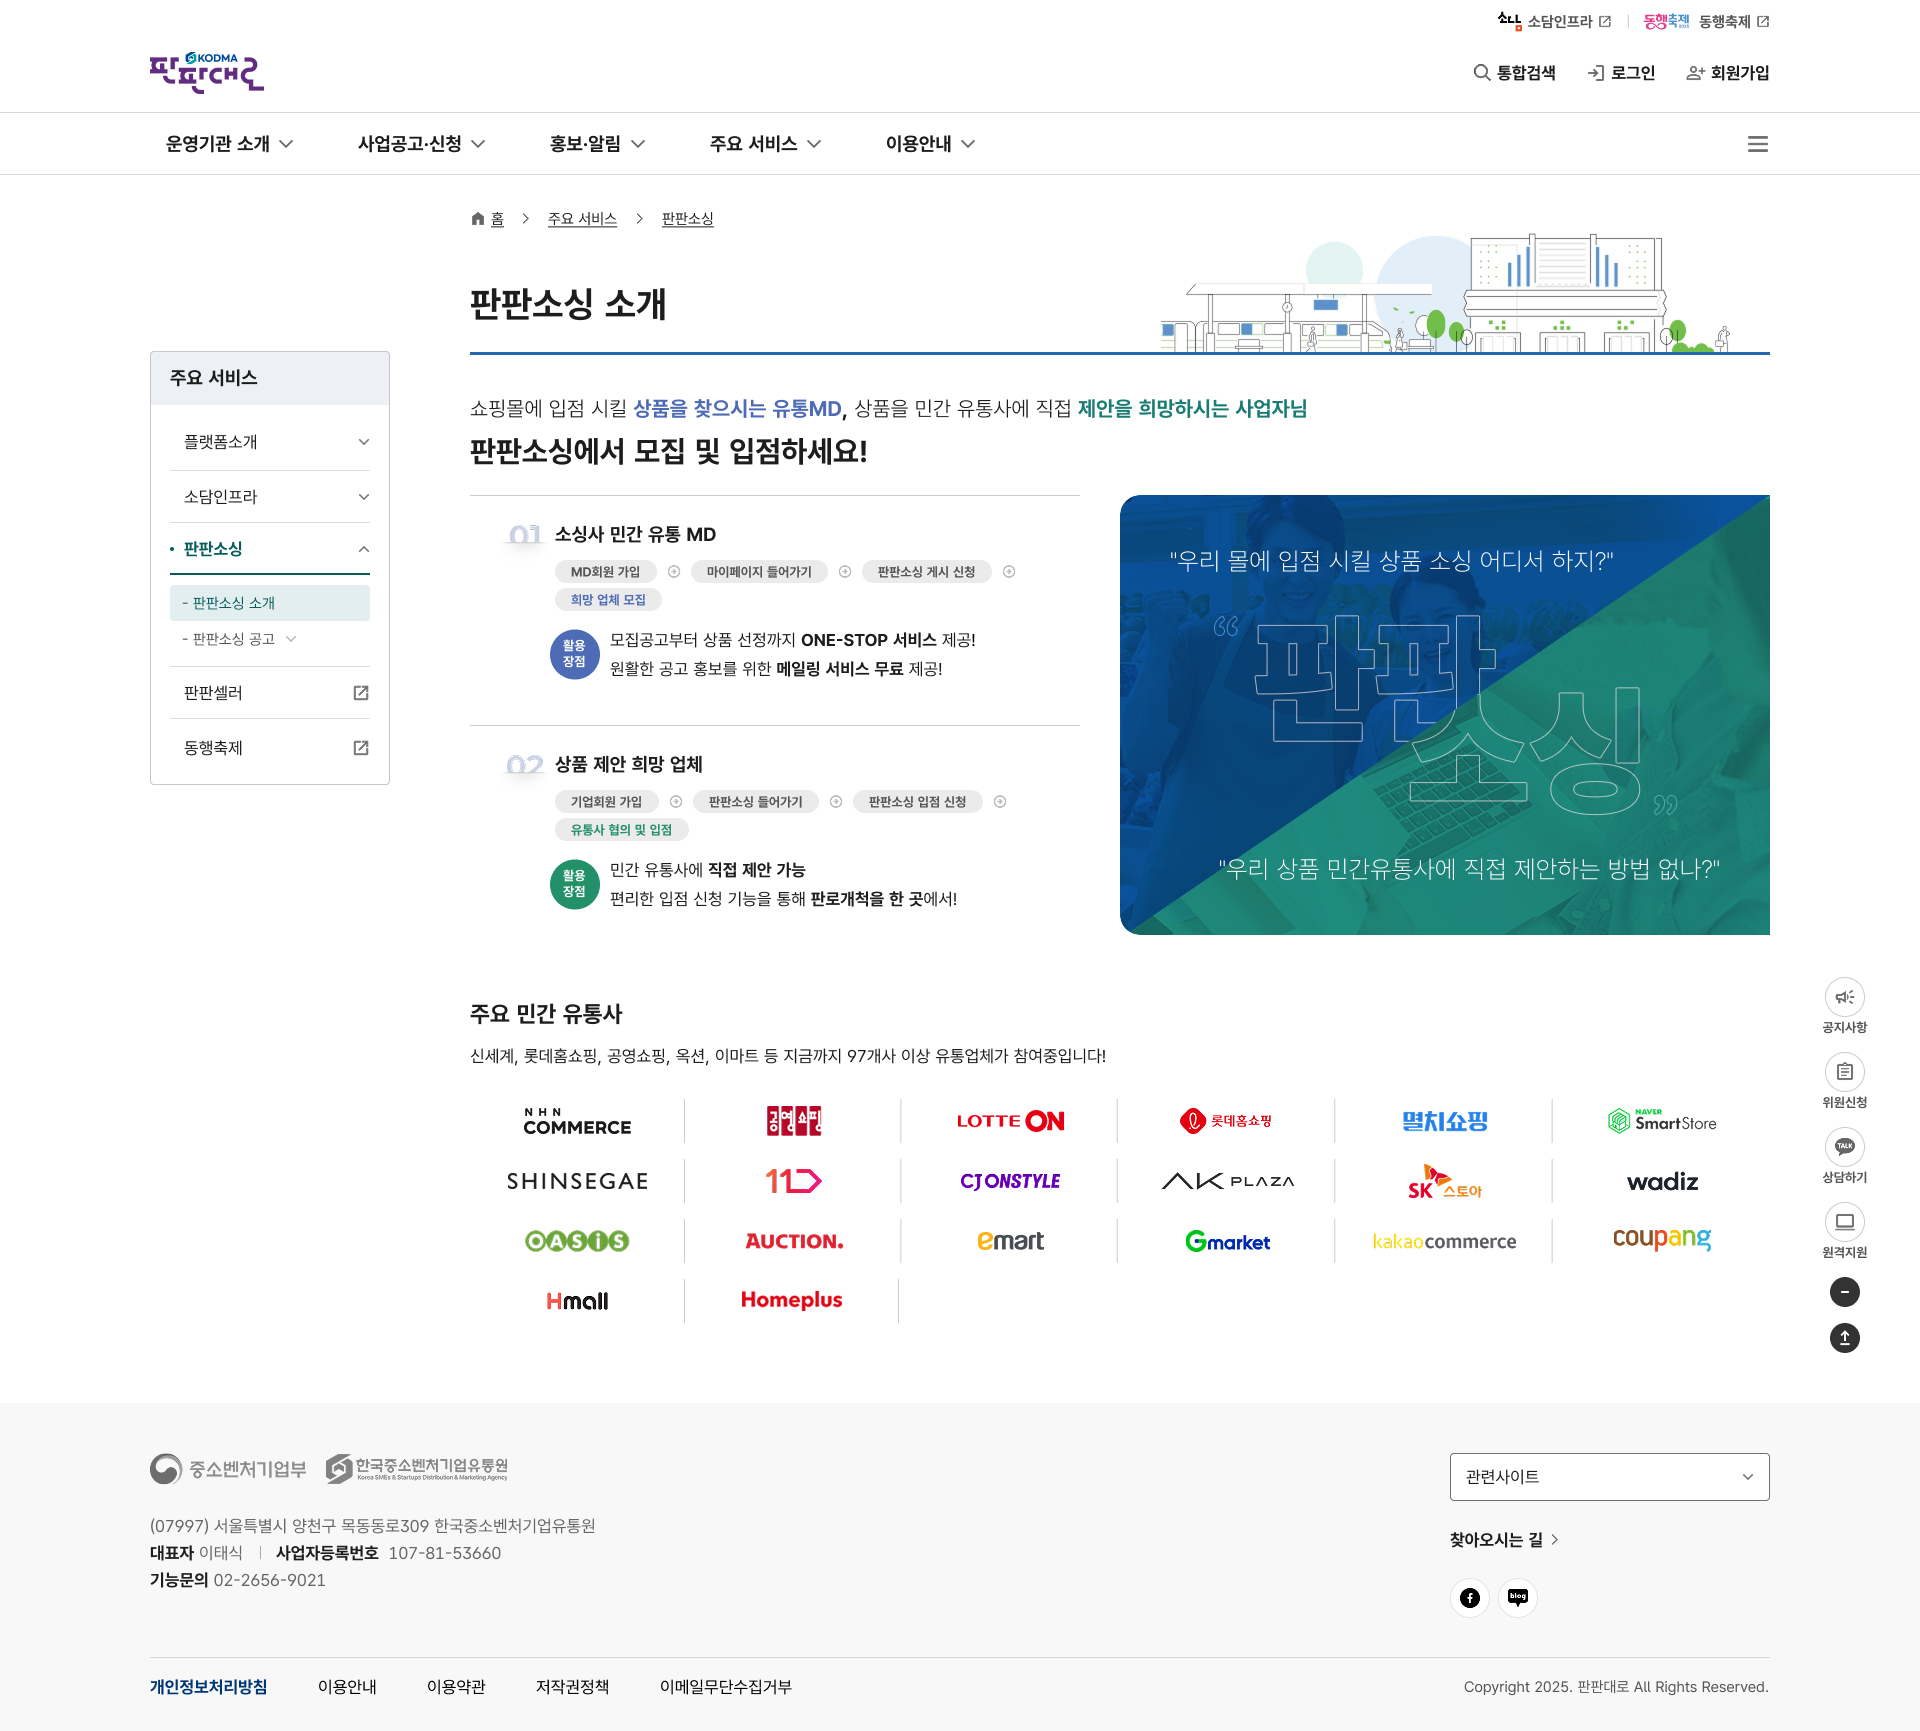 소담 소담인프라
동행축제 2025 동행축제
KODMA
판판대로
통합검색
로그인
회원가입
운영기관 소개
사업공고·신청
홍보·알림
주요 서비스
이용안내
홈
주요 서비스
판판소싱
판판소싱 소개
주요 서비스
플랫폼소개
소담인프라
판판소싱
- 판판소싱 소개
- 판판소싱 공고
판판셀러
동행축제
쇼핑몰에 입점 시킬 상품을 찾으시는 유통MD, 상품을 민간 유통사에 직접 제안을 희망하시는 사업자님
판판소싱에서 모집 및 입점하세요!
01 소싱사 민간 유통 MD
MD회원 가입
마이페이지 들어가기
판판소싱 게시 신청
희망 업체 모집
활용
장점
모집공고부터 상품 선정까지 ONE-STOP 서비스 제공!
원활한 공고 홍보를 위한 메일링 서비스 무료 제공!
02 상품 제안 희망 업체
기업회원 가입
판판소싱 들어가기
판판소싱 입점 신청
유통사 협의 및 입점
활용
장점
민간 유통사에 직접 제안 가능
편리한 입점 신청 기능을 통해 판로개척을 한 곳에서!
"우리 몰에 입점 시킬 상품 소싱 어디서 하지?"
“판판
소싱”
"우리 상품 민간유통사에 직접 제안하는 방법 없나?"
주요 민간 유통사
신세계, 롯데홈쇼핑, 공영쇼핑, 옥션, 이마트 등 지금까지 97개사 이상 유통업체가 참여중입니다!
NHN
COMMERCE
공영쇼핑
LOTTE ON
롯데홈쇼핑
멸치쇼핑
NAVER
SmartStore
SHINSEGAE
11
CJ ONSTYLE
AK PLAZA
SK 스토아
wadiz
OASIS
AUCTION.
emart
Gmarket
kakaocommerce
coupang
Hmall
Homeplus
공지사항
위원신청
TALK
상담하기
원격지원
중소벤처기업부
한국중소벤처기업유통원
Korea SMEs & Startups Distribution & Marketing Agency
(07997) 서울특별시 양천구 목동동로309 한국중소벤처기업유통원
대표자 이태식 | 사업자등록번호 107-81-53660
기능문의 02-2656-9021
관련사이트
찾아오시는 길
f
blog
개인정보처리방침
이용안내
이용약관
저작권정책
이메일무단수집거부
Copyright 2025. 판판대로 All Rights Reserved.